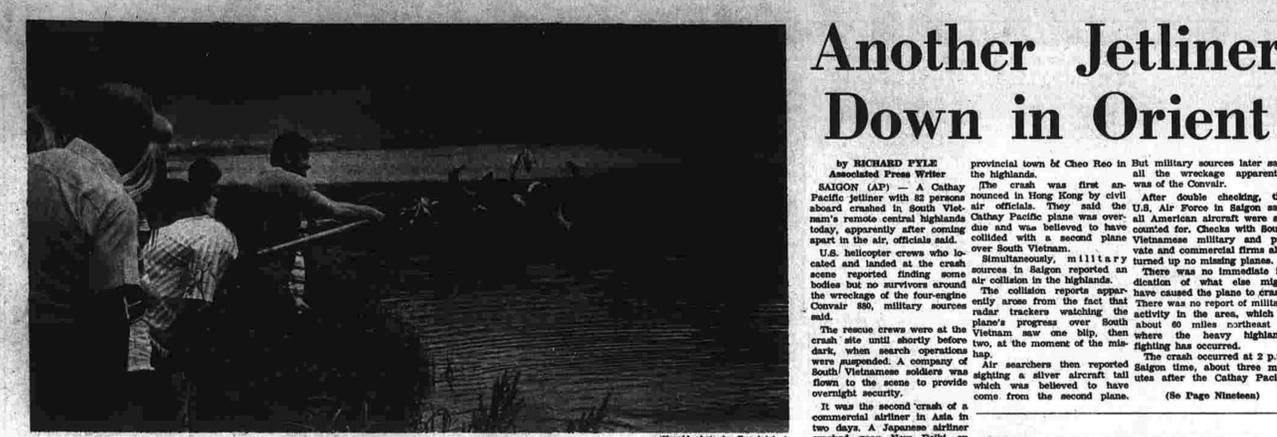 Another Jetliner
Down in Orient
by RICHARD PYLE
Associated Press Writer
SAIGON (AP) — A Cathay
Pacific jetliner with 82 persons
aboard crashed in South Viet-
nam's remote central highlands
today, apparently after coming
apart in the air, officials said.
U.S. helicopter crews who lo-
cated and landed at the crash
scene reported finding some
bodies but no survivors around
the wreckage of the four-engine
Convair 880, military sources
said.
The rescue crews were at the
crash site until shortly before
dark, when search operations
were suspended. A company of
South Vietnamese soldiers was
flown to the scene to provide
overnight security.
It was the second crash of a
commercial airliner in Asia in
two days. A Japanese airliner
provincial town of Cheo Reo in
the highlands.
The crash was first an-
nounced in Hong Kong by civil
air officials. They said the
Cathay Pacific plane was over-
due and was believed to have
collided with a second plane
over South Vietnam.
Simultaneously, military
sources in Saigon reported an
air collision in the highlands.
The collision reports appar-
ently arose from the fact that
radar trackers watching the
plane's progress over South
Vietnam saw one blip, then
two, at the moment of the mis-
hap.
Air searchers then reported
sighting a silver aircraft tail
which was believed to have
come from the second plane.
But military sources later
all the wreckage
was of the Convair.
After double checking,
U.S. Air Force in Saigon
all American aircraft were
counted for. Checks with
Vietnamese military and
vate and commercial firms
turned up no missing planes.
There was no immediate
dication of what else
have caused the plane to
There was no report of
activity in the area, which
about 60 miles northeast
where the heavy
fighting has occurred.
The crash occurred at 2
Saigon time, about three
utes after the Cathay
(Se Page Nineteen)